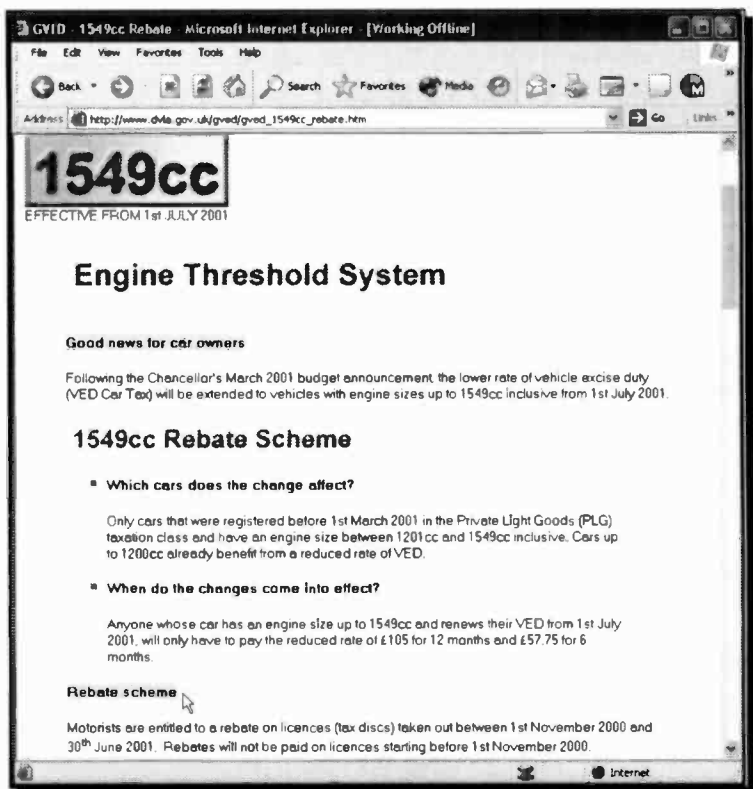 GVID - 1549cc Rebate - Microsoft Internet Explorer - [Working Offline]
File Edit View Favorites Tools Help
Back Search Favorites Media
Address http://www.dvla.gov.uk/gved/gved_1549cc_rebate.htm Go Links
1549cc
EFFECTIVE FROM 1st JULY 2001
Engine Threshold System
Good news for car owners
Following the Chancellor's March 2001 budget announcement the lower rate of vehicle excise duty
(VED Car Tax) will be extended to vehicles with engine sizes up to 1549cc inclusive from 1st July 2001.
1549cc Rebate Scheme
Which cars does the change affect?
Only cars that were registered before 1st March 2001 in the Private Light Goods (PLG)
taxation class and have an engine size between 1201cc and 1549cc inclusive. Cars up
to 1200cc already benefit from a reduced rate of VED.
When do the changes come into effect?
Anyone whose car has an engine size up to 1549cc and renews their VED from 1st July
2001, will only have to pay the reduced rate of £105 for 12 months and £57.75 for 6
months.
Rebate scheme
Motorists are entitled to a rebate on licences (tax discs) taken out between 1st November 2000 and
30th June 2001. Rebates will not be paid on licences starting before 1st November 2000.
Internet